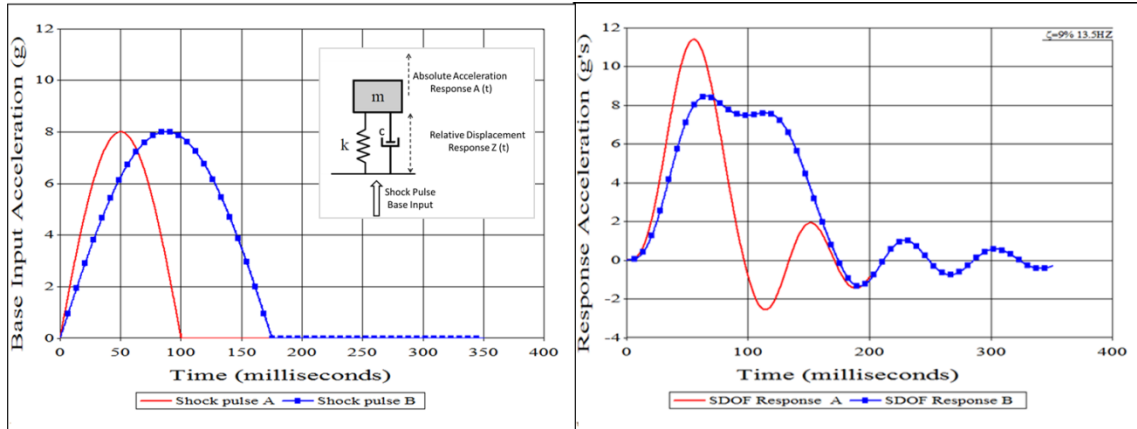 Base Input Acceleration (g)
12
10
8
6
4
2
0
0 50 100 150 200 250 300 350 400
Time (milliseconds)
Shock pulse A
Shock pulse B
Absolute Acceleration
Response A (t)
m
k
c
Relative Displacement
Response Z (t)
Shock Pulse
Base Input
Response Acceleration (g's)
12
10
8
6
4
2
0
-2
-4
0 100 200 300 400
Time (milliseconds)
ζ=9% 13.5HZ
SDOF Response A
SDOF Response B